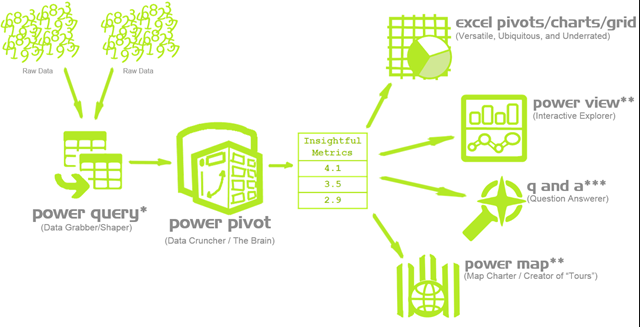 Raw Data
Raw Data
power query*
(Data Grabber/Shaper)
power pivot
(Data Cruncher / The Brain)
Insightful
Metrics
4.1
3.5
2.9
excel pivots/charts/grid
(Versatile, Ubiquitous, and Underrated)
power view**
(Interactive Explorer)
q and a***
(Question Answerer)
power map**
(Map Charter / Creator of “Tours”)